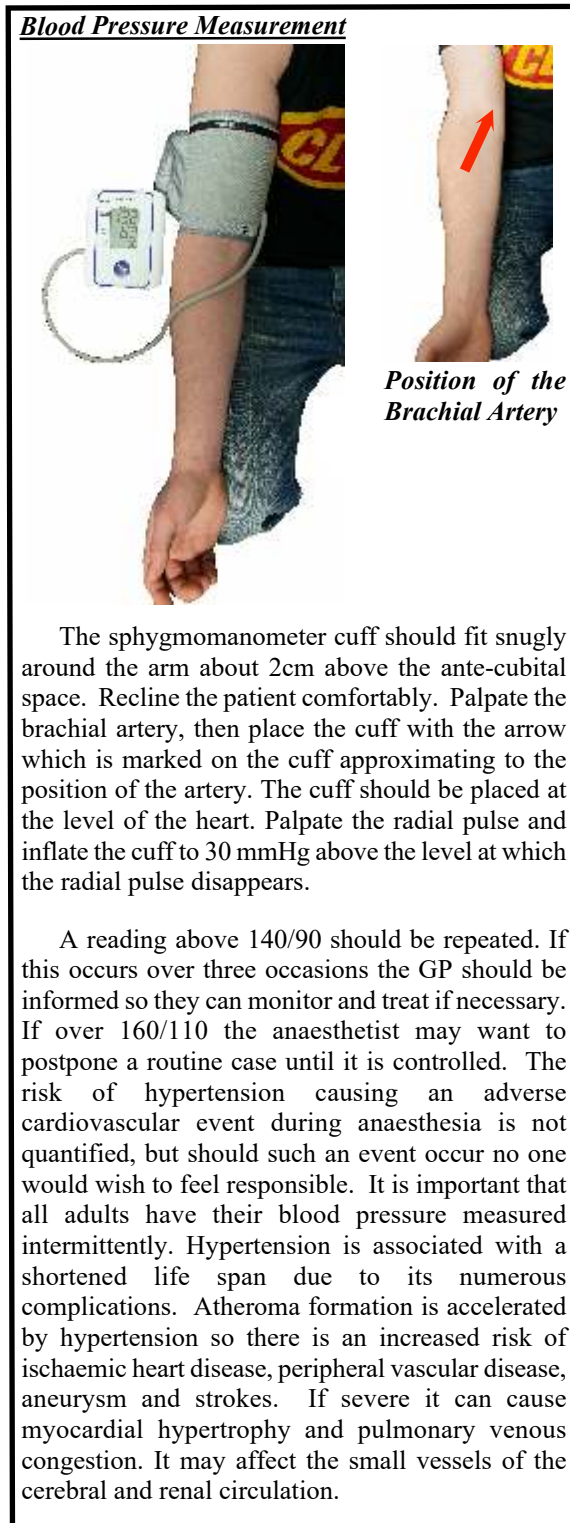 Blood Pressure Measurement
CL
CL
Position of the
Brachial Artery
The sphygmomanometer cuff should fit snugly
around the arm about 2cm above the ante-cubital
space. Recline the patient comfortably. Palpate the
brachial artery, then place the cuff with the arrow
which is marked on the cuff approximating to the
position of the artery. The cuff should be placed at
the level of the heart. Palpate the radial pulse and
inflate the cuff to 30 mmHg above the level at which
the radial pulse disappears.
A reading above 140/90 should be repeated. If
this occurs over three occasions the GP should be
informed so they can monitor and treat if necessary.
If over 160/110 the anaesthetist may want to
postpone a routine case until it is controlled. The
risk of hypertension causing an adverse
cardiovascular event during anaesthesia is not
quantified, but should such an event occur no one
would wish to feel responsible. It is important that
all adults have their blood pressure measured
intermittently. Hypertension is associated with a
shortened life span due to its numerous
complications. Atheroma formation is accelerated
by hypertension so there is an increased risk of
ischaemic heart disease, peripheral vascular disease,
aneurysm and strokes. If severe it can cause
myocardial hypertrophy and pulmonary venous
congestion. It may affect the small vessels of the
cerebral and renal circulation.